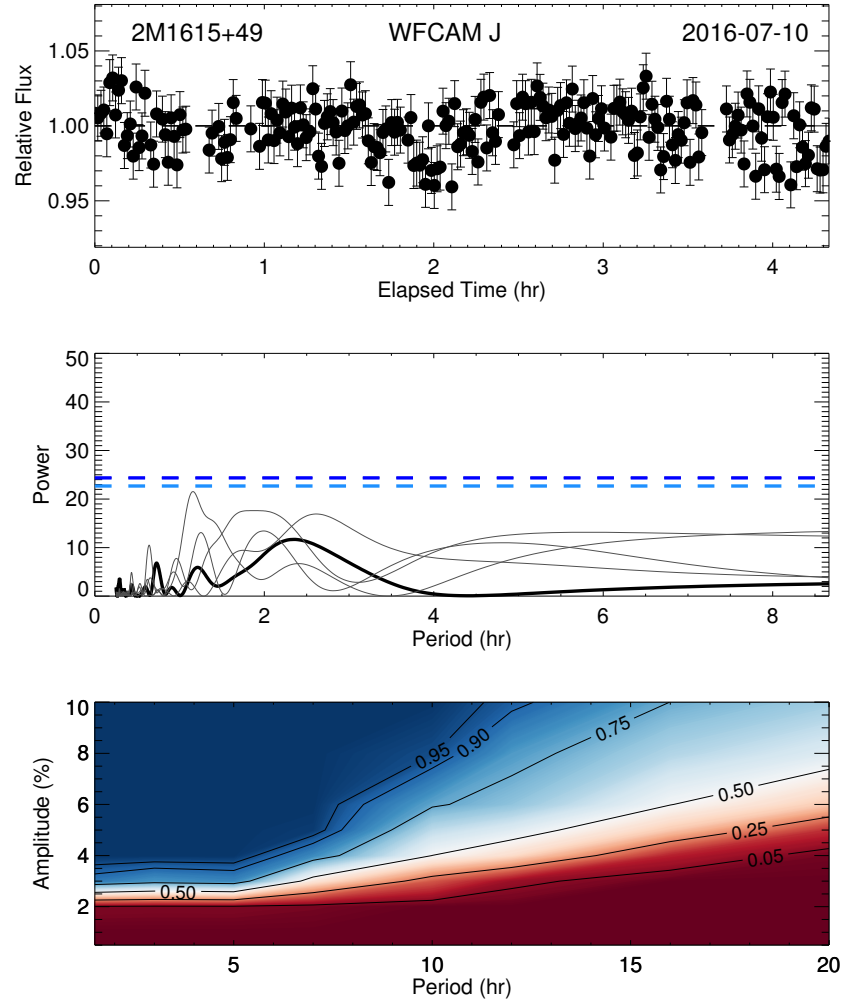 2M1615+49 WFCAM J 2016-07-10
1.05
1.00
0.95
Relative Flux
0 1 2 3 4
Elapsed Time (hr)
50
40
30
20
10
0
Power
0 2 4 6 8
Period (hr)
10
8
6
4
2
Amplitude (%)
0.95
0.90
0.75
0.50
0.25
0.05
0.50
5 10 15 20
Period (hr)